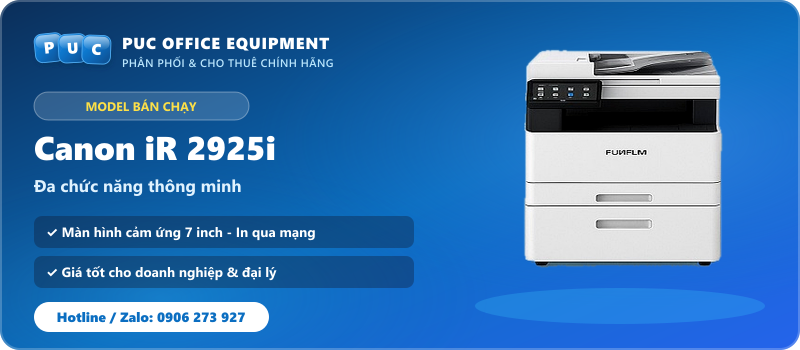 PUC
PUC OFFICE EQUIPMENT
PHÂN PHỐI & CHO THUÊ CHÍNH HÃNG
MODEL BÁN CHẠY
Canon iR 2925i
Đa chức năng thông minh
✓ Màn hình cảm ứng 7 inch - In qua mạng
✓ Giá tốt cho doanh nghiệp & đại lý
Hotline / Zalo: 0906 273 927
FUNFLM